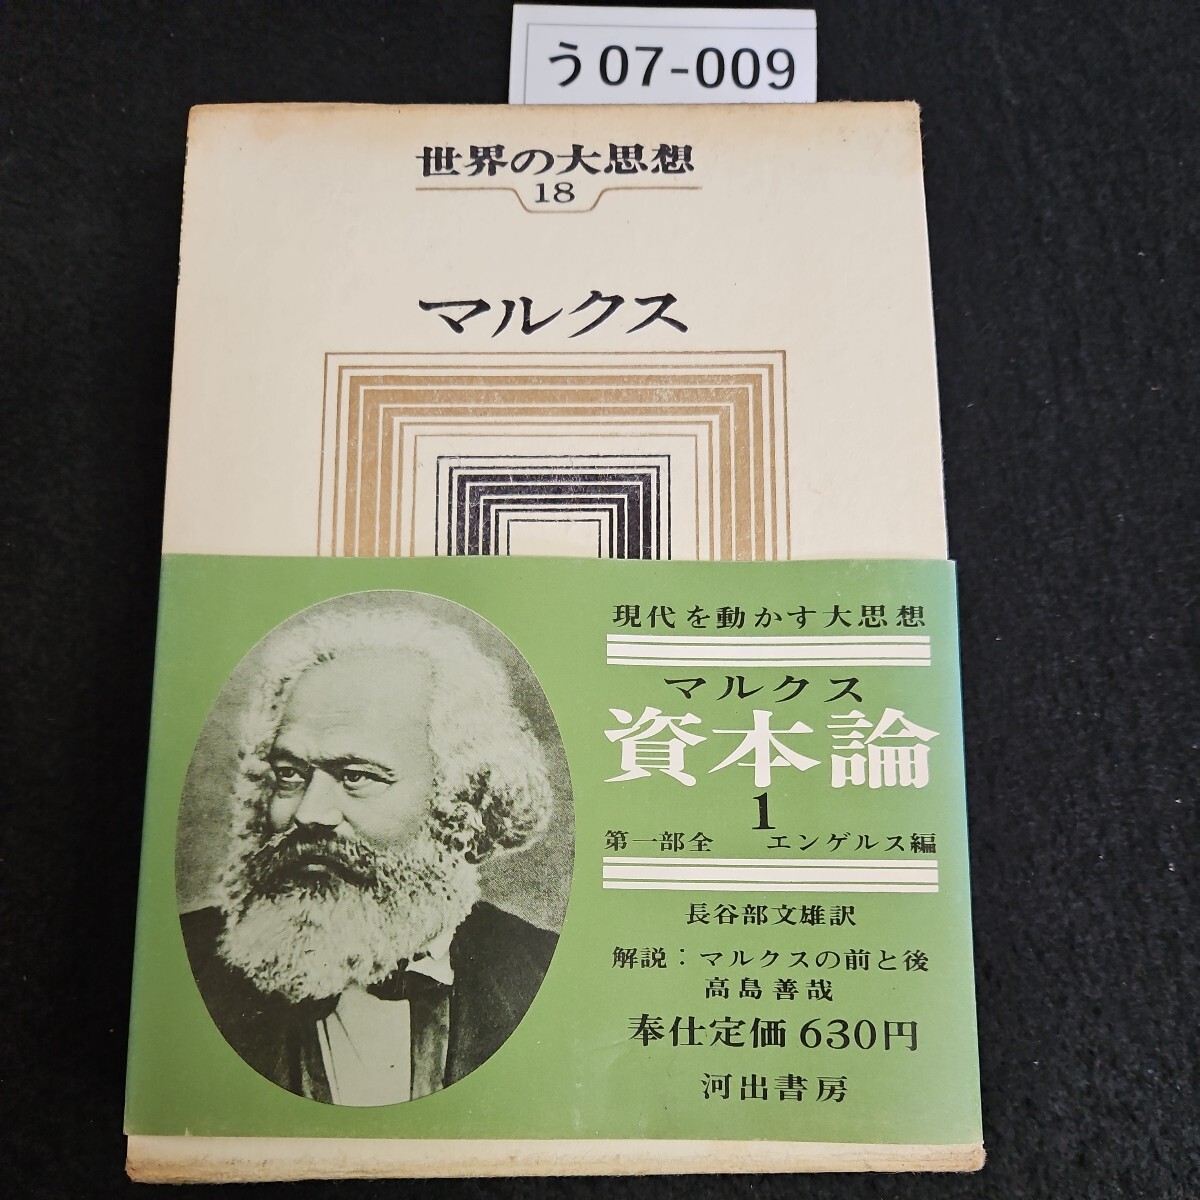 う07-009
世界の大思想
18
マルクス
現代を動かす大思想
マルクス
資本論
1
第一部全 エンゲルス編
長谷部文雄訳
解説：マルクスの前と後
高島善哉
奉仕定価630円
河出書房